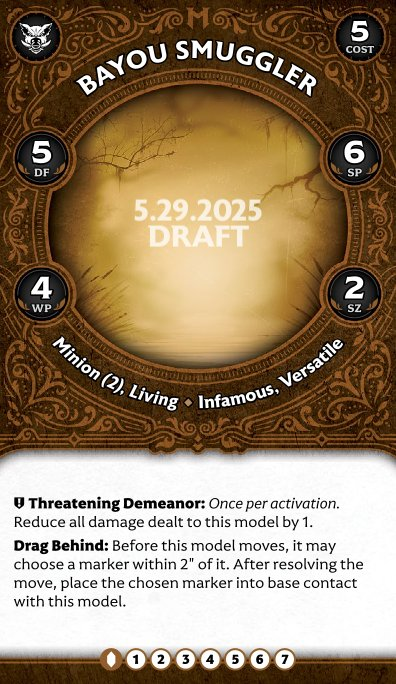 5
COST
BAYOU SMUGGLER
5
DF
6
SP
5.29.2025
DRAFT
4
WP
2
SZ
Minion (2), Living ◆ Infamous, Versatile
Threatening Demeanor: Once per activation.
Reduce all damage dealt to this model by 1.
Drag Behind: Before this model moves, it may
choose a marker within 2" of it. After resolving the
move, place the chosen marker into base contact
with this model.
1 2 3 4 5 6 7